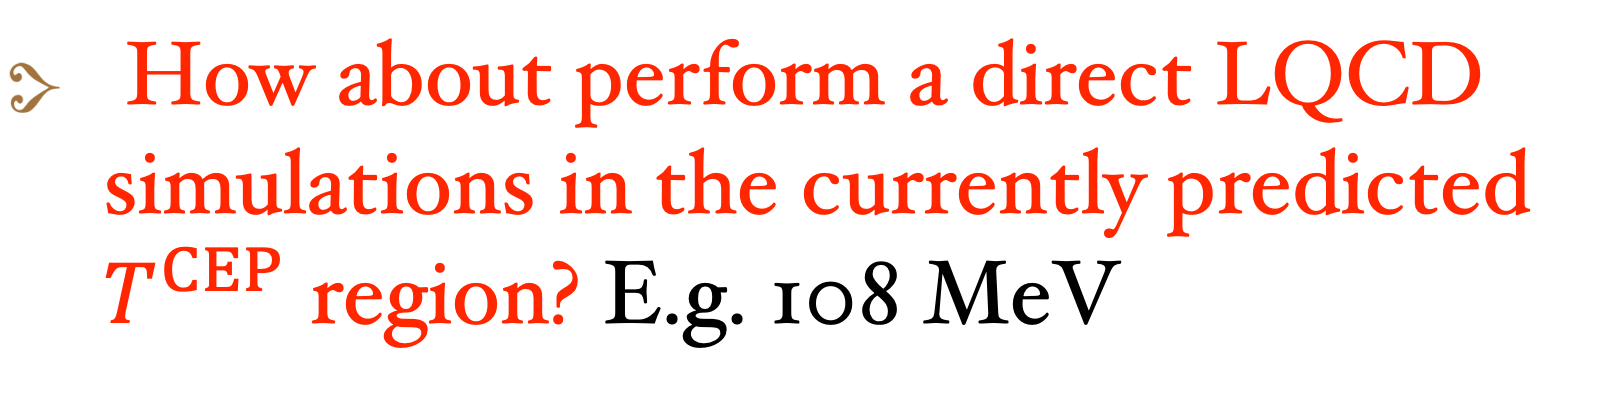 How about perform a direct LQCD
simulations in the currently predicted
T^CEP region? E.g. 108 MeV